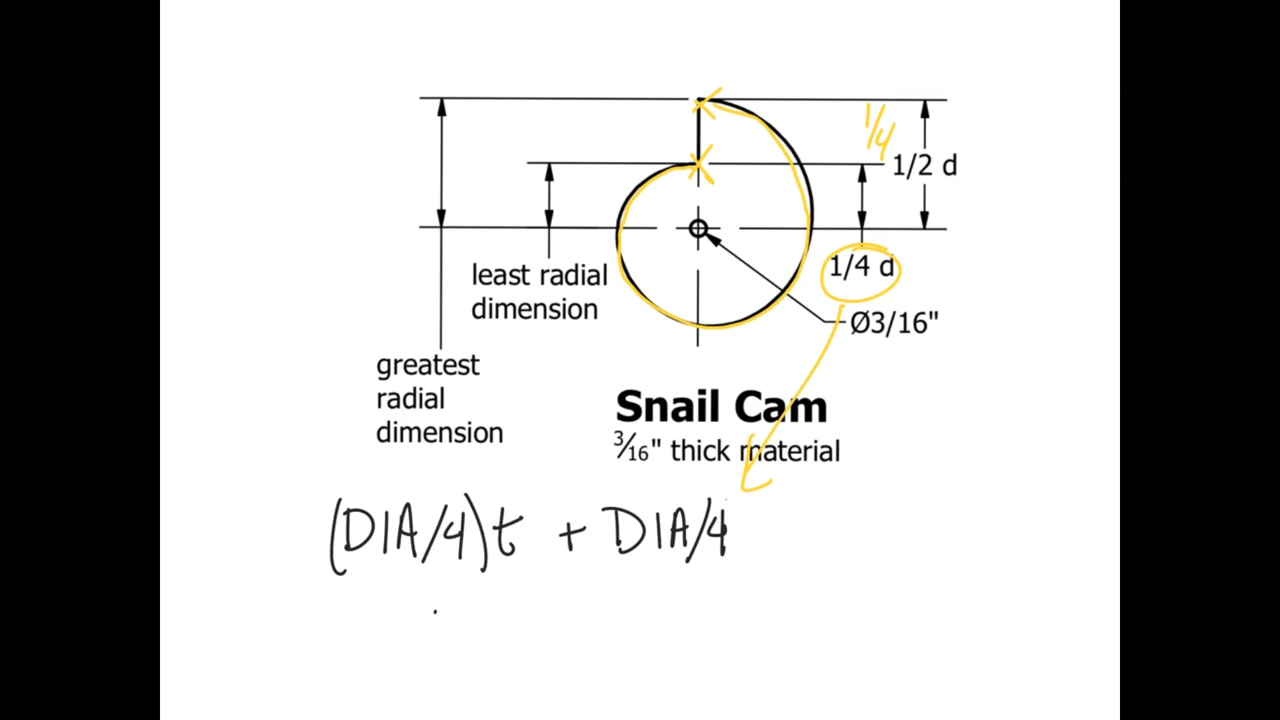 1/4
1/2 d
least radial
dimension
1/4 d
Ø3/16"
greatest
radial
dimension
Snail Cam
3/16" thick material
(DIA/4)t + DIA/4